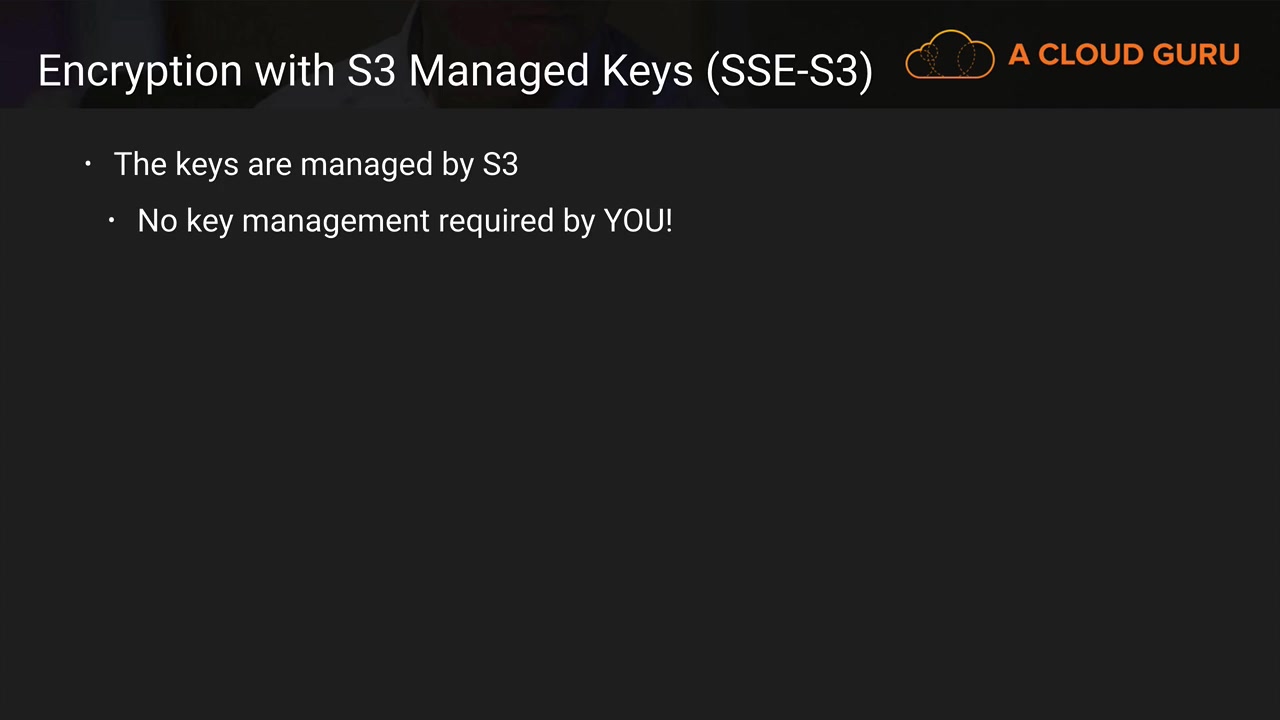 Encryption with S3 Managed Keys (SSE-S3)
A CLOUD GURU
· The keys are managed by S3
· No key management required by YOU!